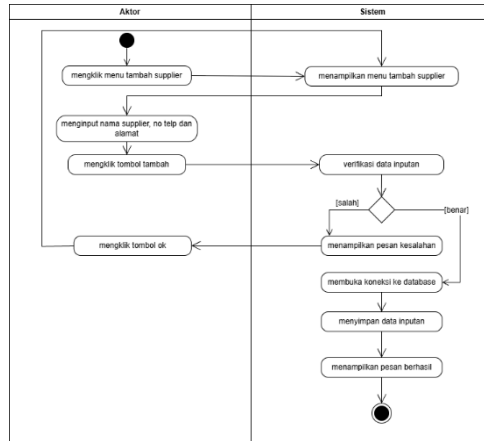 Aktor
Sistem
mengklik menu tambah supplier
menampilkan menu tambah supplier
menginput nama supplier, no telp dan
alamat
mengklik tombol tambah
verifikasi data inputan
[salah]
[benar]
mengklik tombol ok
menampilkan pesan kesalahan
membuka koneksi ke database
menyimpan data inputan
menampilkan pesan berhasil